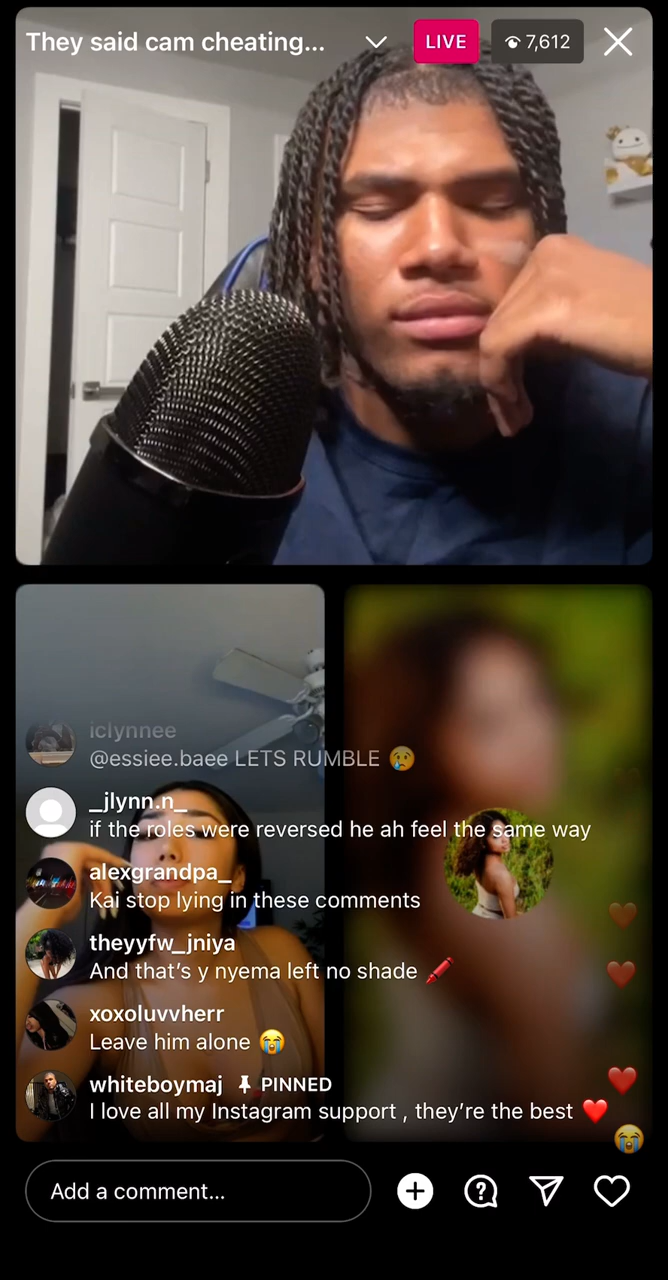 They said cam cheating...
LIVE
7,612
iclynnee
@essiee.baee LETS RUMBLE 😢
_jlynn.n_
if the roles were reversed he ah feel the same way
alexgrandpa_
Kai stop lying in these comments
theyyfw_jniya
And that’s y nyema left no shade 🖍️
xoxoluvvherr
Leave him alone 😭
whiteboymaj 📌 PINNED
I love all my Instagram support , they’re the best ❤️
Add a comment...